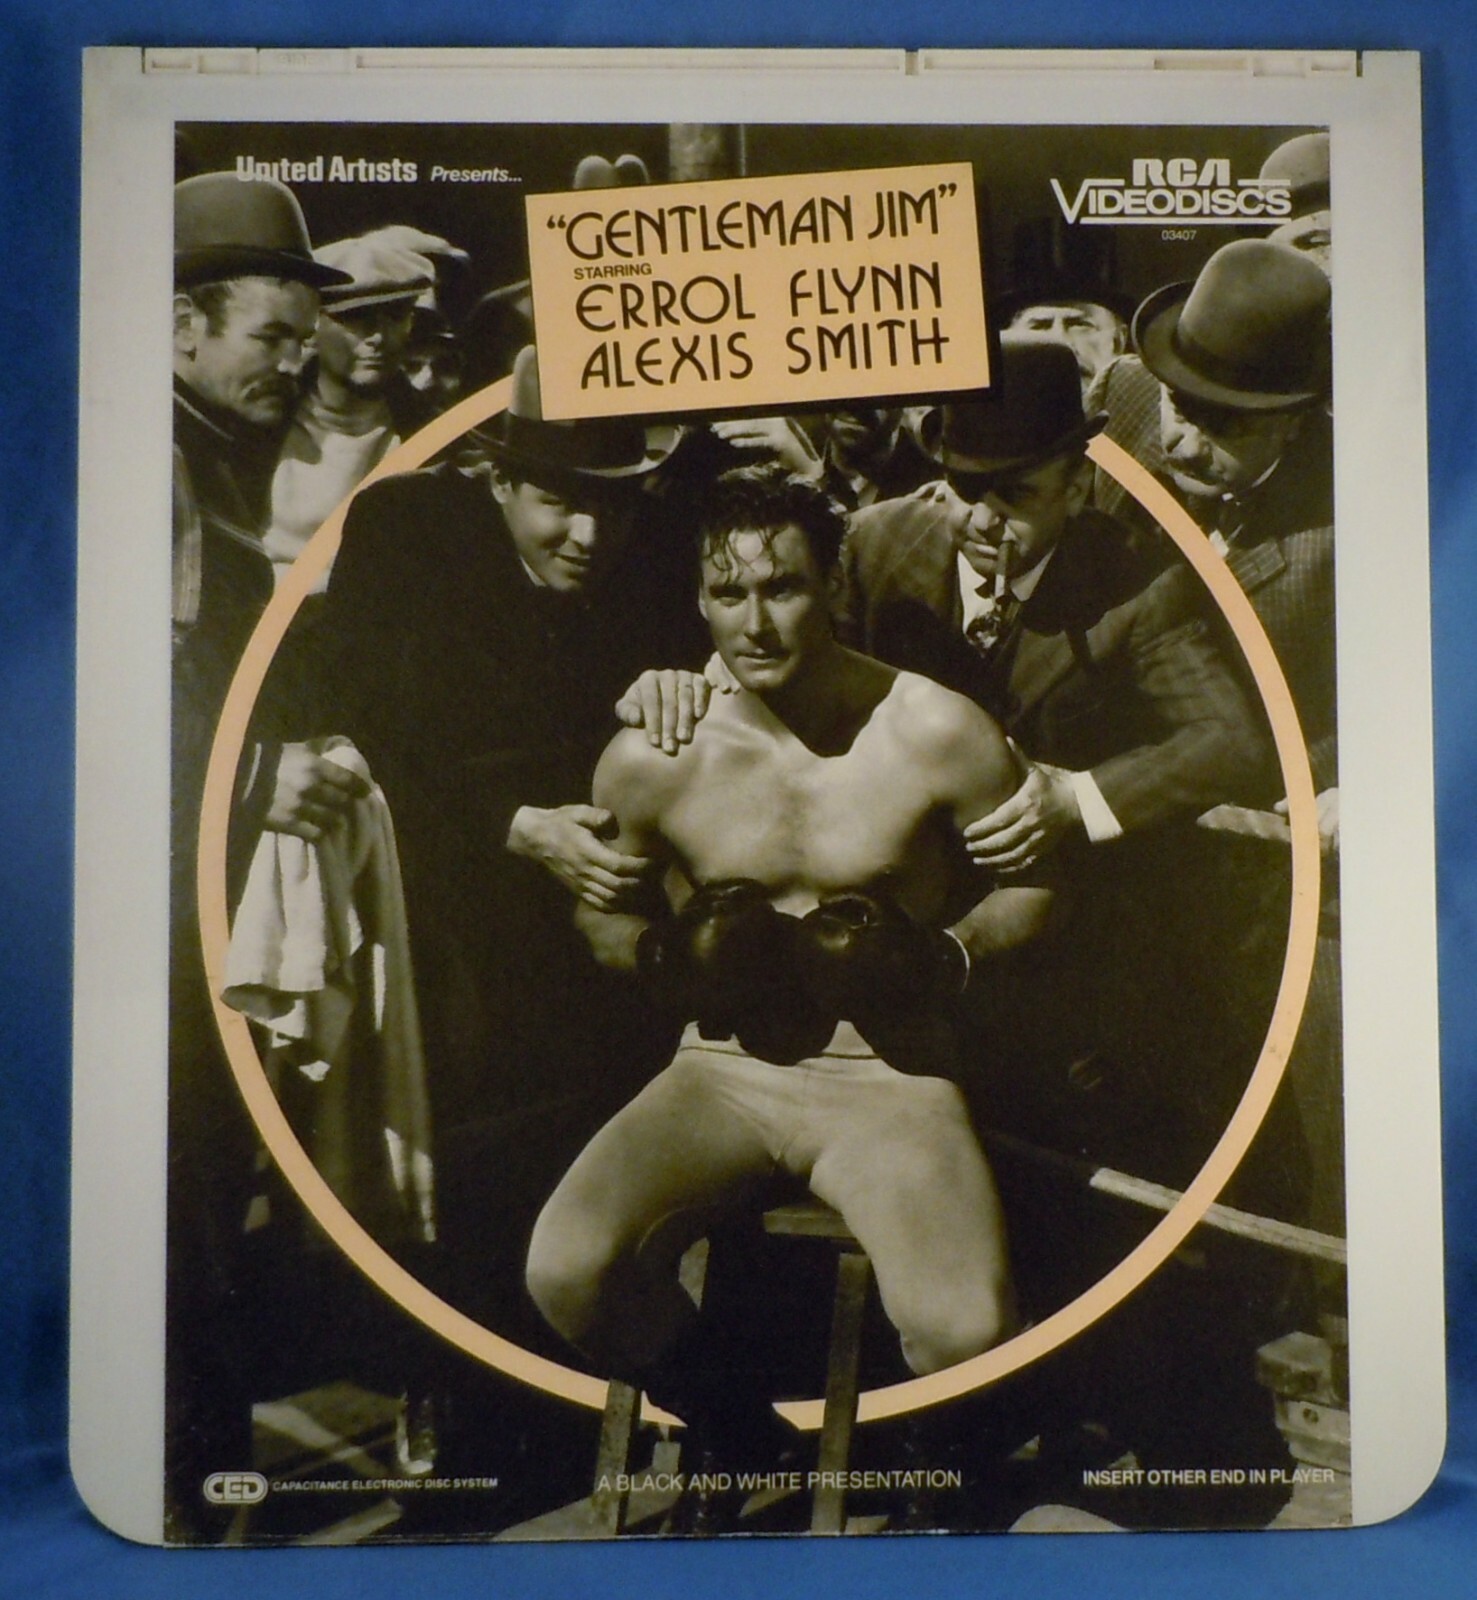 United Artists Presents...
"GENTLEMAN JIM"
STARRING
ERROL FLYNN
ALEXIS SMITH
RCA
VIDEODISCS
03407
CED CAPACITANCE ELECTRONIC DISC SYSTEM
A BLACK AND WHITE PRESENTATION
INSERT OTHER END IN PLAYER